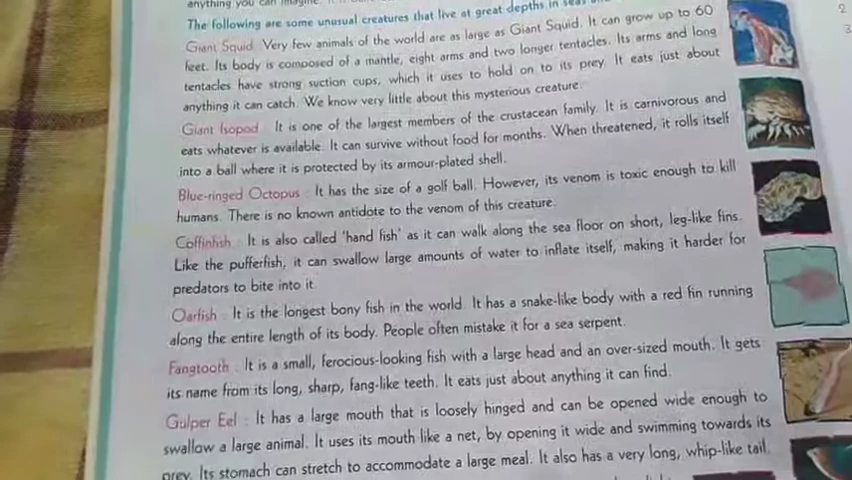 anything you can imagine.
The following are some unusual creatures that live at great depths in seas and
Giant Squid Very few animals of the world are as large as Giant Squid. It can grow up to 60
feet. Its body is composed of a mantle, eight arms and two longer tentacles. Its arms and long
tentacles have strong suction cups, which it uses to hold on to its prey. It eats just about
anything it can catch. We know very little about this mysterious creature.
Giant Isopod It is one of the largest members of the crustacean family. It is carnivorous and
eats whatever is available. It can survive without food for months. When threatened, it rolls itself
into a ball where it is protected by its armour-plated shell.
Blue-ringed Octopus : It has the size of a golf ball. However, its venom is toxic enough to kill
humans. There is no known antidote to the venom of this creature.
Coffinfish : It is also called 'hand fish' as it can walk along the sea floor on short, leg-like fins.
Like the pufferfish, it can swallow large amounts of water to inflate itself, making it harder for
predators to bite into it.
Oarfish : It is the longest bony fish in the world. It has a snake-like body with a red fin running
along the entire length of its body. People often mistake it for a sea serpent.
Fangtooth : It is a small, ferocious-looking fish with a large head and an over-sized mouth. It gets
its name from its long, sharp, fang-like teeth. It eats just about anything it can find.
Gulper Eel : It has a large mouth that is loosely hinged and can be opened wide enough to
swallow a large animal. It uses its mouth like a net, by opening it wide and swimming towards its
prey. Its stomach can stretch to accommodate a large meal. It also has a very long, whip-like tail.
2
3